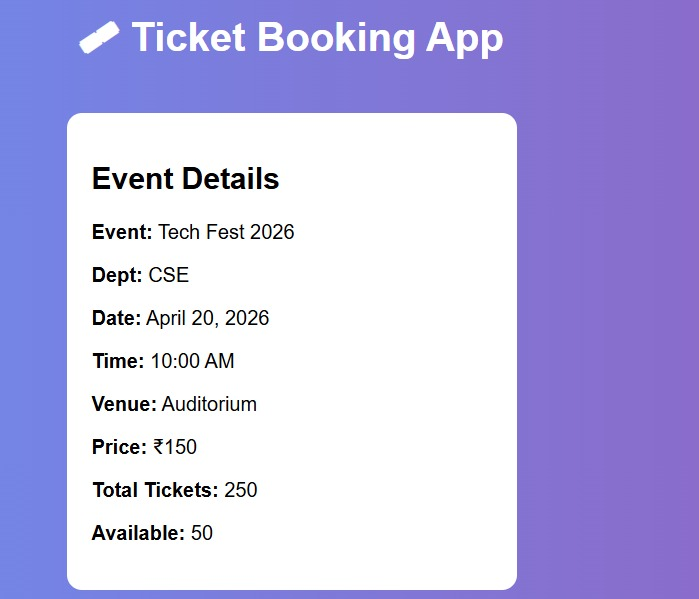 Ticket Booking App
Event Details
Event: Tech Fest 2026
Dept: CSE
Date: April 20, 2026
Time: 10:00 AM
Venue: Auditorium
Price: ₹150
Total Tickets: 250
Available: 50